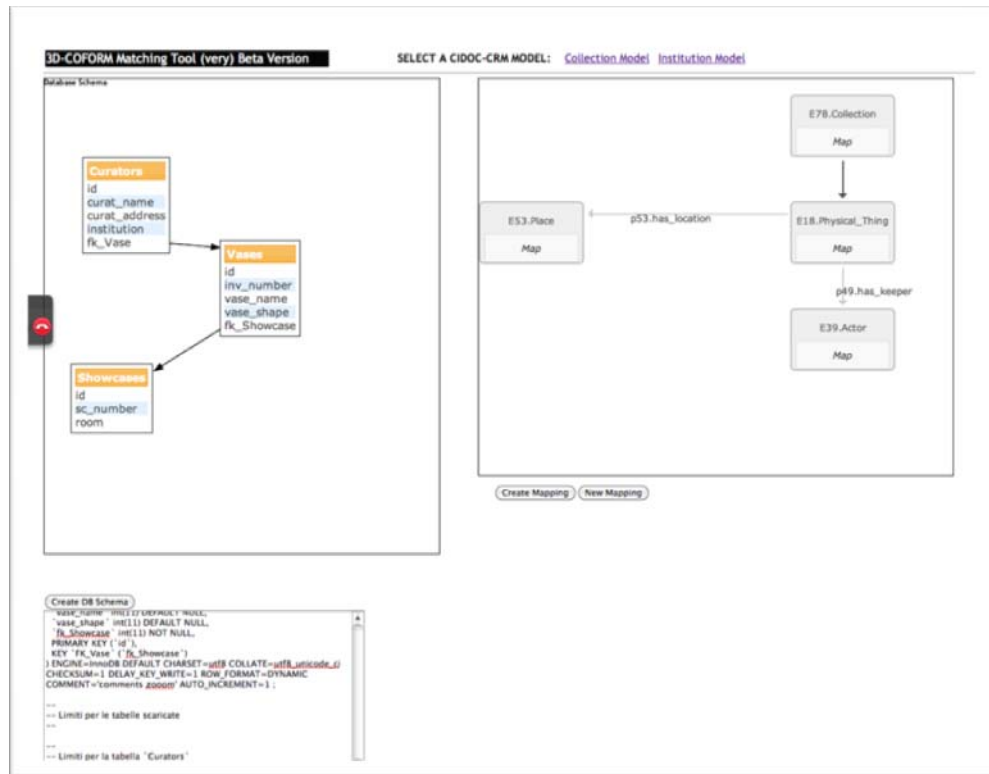 3D-COFORM Matching Tool (very) Beta Version
SELECT A CIDOC-CRM MODEL: Collection Model Institution Model
Database Schema
Curators
id
curat_name
curat_address
institution
fk_Vase
Vases
id
inv_number
vase_name
vase_shape
fk_Showcase
Showcases
id
sc_number
room
E78.Collection
Map
E53.Place
Map
p53.has_location
E18.Physical_Thing
Map
p49.has_keeper
E39.Actor
Map
Create Mapping New Mapping
Create DB Schema
`vase_name` int(11) DEFAULT NULL,
`vase_shape` int(11) DEFAULT NULL,
`fk_Showcase` int(11) NOT NULL,
PRIMARY KEY (`id`),
KEY `FK_Vase` (`fk_Showcase`)
) ENGINE=InnoDB DEFAULT CHARSET=utf8 COLLATE=utf8_unicode_ci
CHECKSUM=1 DELAY_KEY_WRITE=1 ROW_FORMAT=DYNAMIC
COMMENT='comments zooom' AUTO_INCREMENT=1 ;
--
-- Limiti per le tabelle scaricate
--
--
-- Limiti per la tabella `Curators`